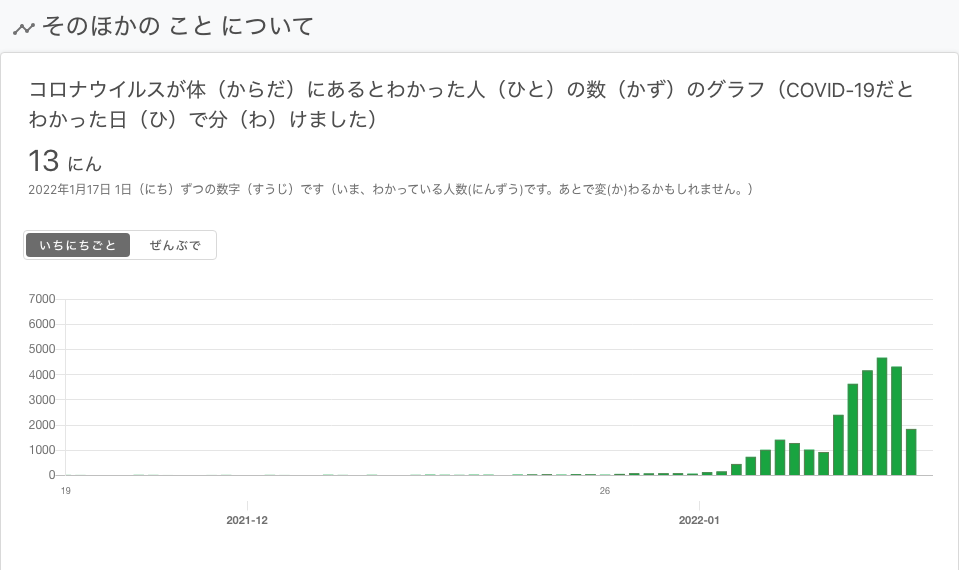 そのほかの こと について
コロナウイルスが体（からだ）にあるとわかった人（ひと）の数（かず）のグラフ（COVID-19だと
わかった日（ひ）で分（わ）けました）
13 にん
2022年1月17日 1日（にち）ずつの数字（すうじ）です（いま、わかっている人数(にんずう)です。あとで変(か)わるかもしれません。）
いちにちごと ぜんぶで
7000
6000
5000
4000
3000
2000
1000
0
19 26
2021-12 2022-01